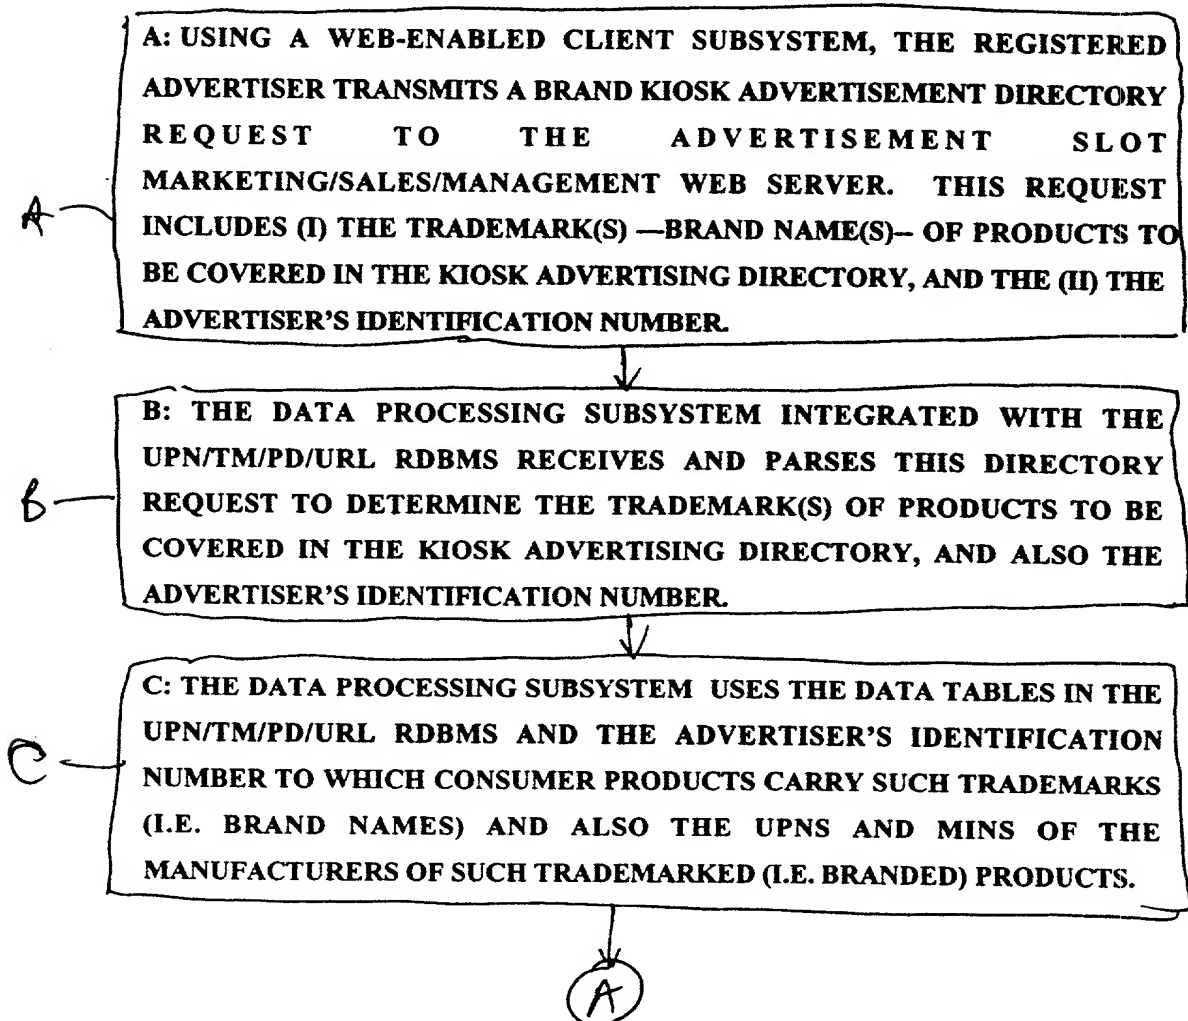 A: USING A WEB-ENABLED CLIENT SUBSYSTEM, THE REGISTERED
ADVERTISER TRANSMITS A BRAND KIOSK ADVERTISEMENT DIRECTORY
REQUEST TO THE ADVERTISEMENT SLOT
MARKETING/SALES/MANAGEMENT WEB SERVER. THIS REQUEST
A
INCLUDES (I) THE TRADEMARK(S) —BRAND NAME(S)– OF PRODUCTS TO
BE COVERED IN THE KIOSK ADVERTISING DIRECTORY, AND THE (II) THE
ADVERTISER'S IDENTIFICATION NUMBER.
B: THE DATA PROCESSING SUBSYSTEM INTEGRATED WITH THE
UPN/TM/PD/URL RDBMS RECEIVES AND PARSES THIS DIRECTORY
B
REQUEST TO DETERMINE THE TRADEMARK(S) OF PRODUCTS TO BE
COVERED IN THE KIOSK ADVERTISING DIRECTORY, AND ALSO THE
ADVERTISER'S IDENTIFICATION NUMBER.
C: THE DATA PROCESSING SUBSYSTEM USES THE DATA TABLES IN THE
UPN/TM/PD/URL RDBMS AND THE ADVERTISER'S IDENTIFICATION
C
NUMBER TO WHICH CONSUMER PRODUCTS CARRY SUCH TRADEMARKS
(I.E. BRAND NAMES) AND ALSO THE UPNS AND MINS OF THE
MANUFACTURERS OF SUCH TRADEMARKED (I.E. BRANDED) PRODUCTS.
A